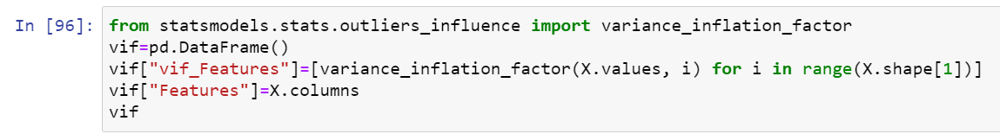 In [96]: from statsmodels.stats.outliers_influence import variance_inflation_factor
vif=pd.DataFrame()
vif["vif_Features"]=[variance_inflation_factor(X.values, i) for i in range(X.shape[1])]
vif["Features"]=X.columns
vif